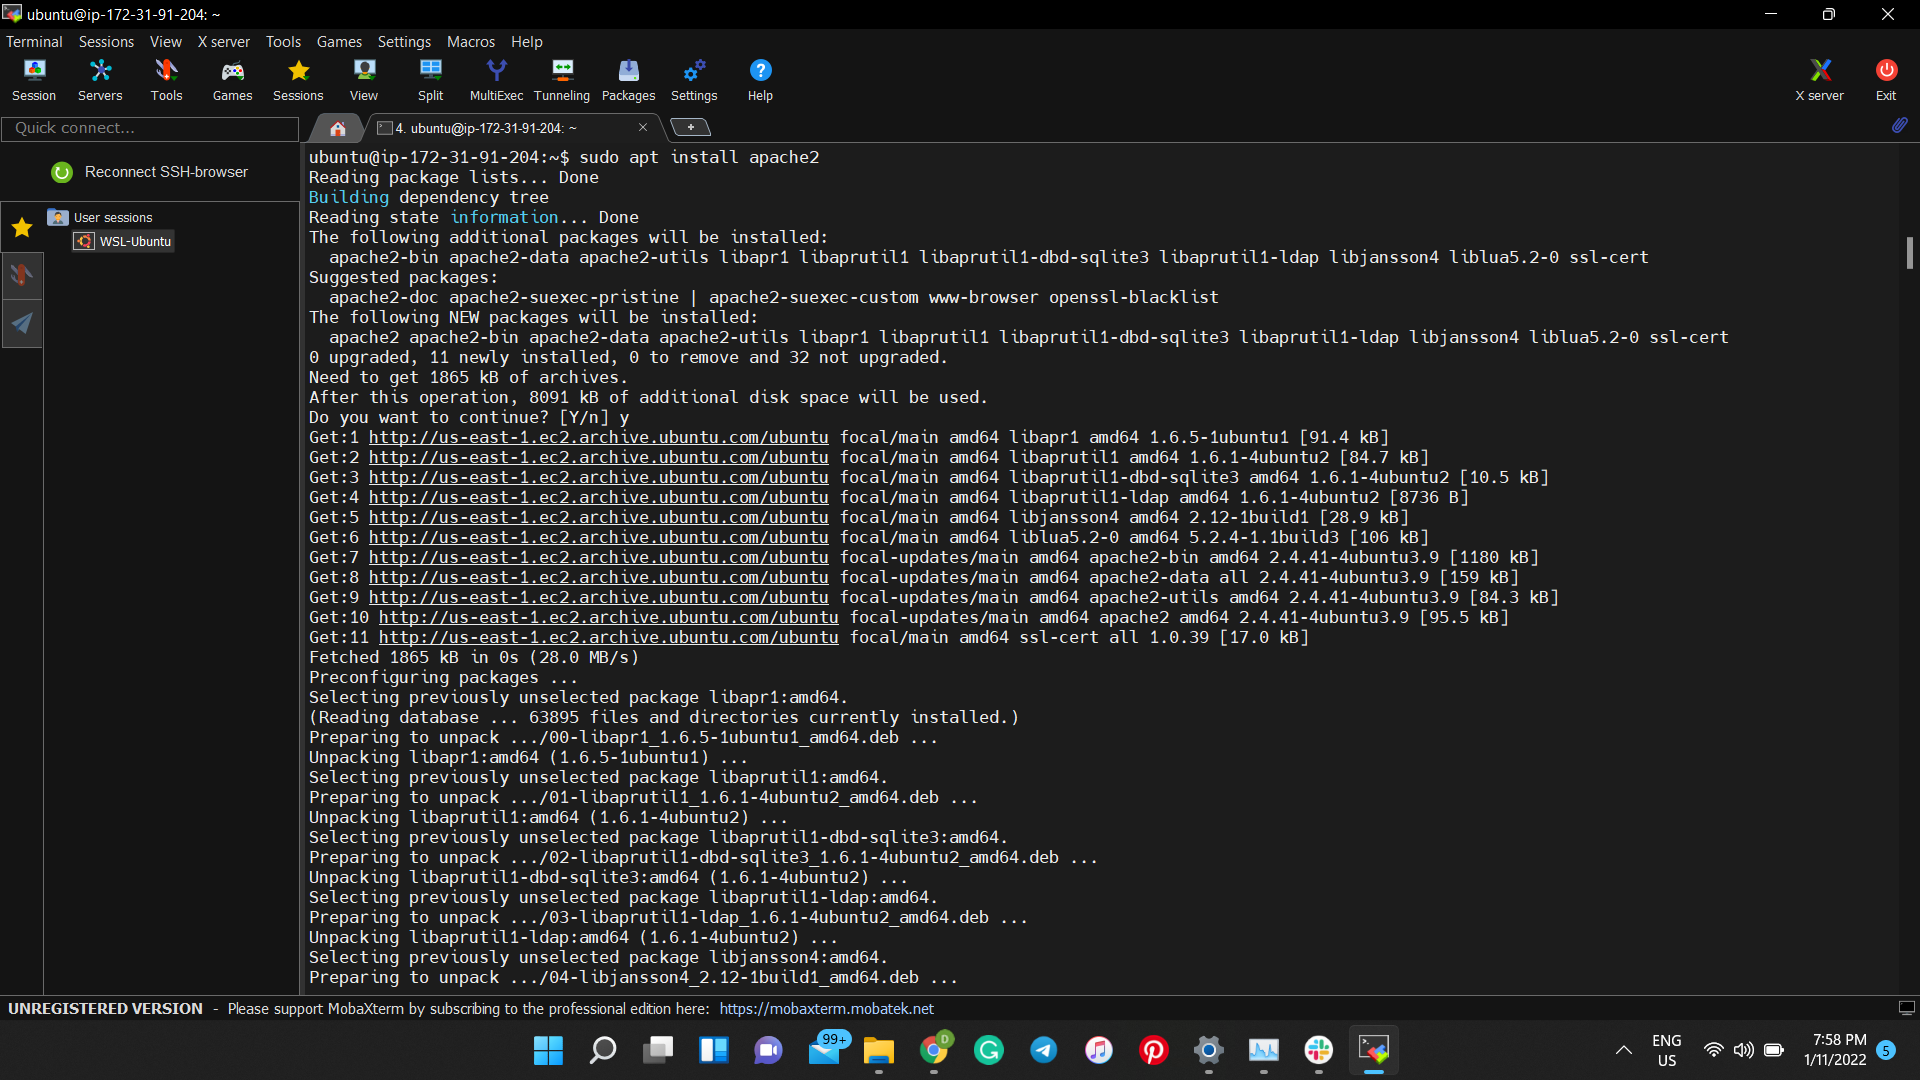 ubuntu@ip-172-31-91-204: ~
Terminal Sessions View X server Tools Games Settings Macros Help
Session Servers Tools Games Sessions View Split MultiExec Tunneling Packages Settings Help X server Exit
Quick connect...
4. ubuntu@ip-172-31-91-204: ~
Reconnect SSH-browser
User sessions
WSL-Ubuntu
ubuntu@ip-172-31-91-204:~$ sudo apt install apache2
Reading package lists... Done
Building dependency tree
Reading state information... Done
The following additional packages will be installed:
  apache2-bin apache2-data apache2-utils libapr1 libaprutil1 libaprutil1-dbd-sqlite3 libaprutil1-ldap libjansson4 liblua5.2-0 ssl-cert
Suggested packages:
  apache2-doc apache2-suexec-pristine | apache2-suexec-custom www-browser openssl-blacklist
The following NEW packages will be installed:
  apache2 apache2-bin apache2-data apache2-utils libapr1 libaprutil1 libaprutil1-dbd-sqlite3 libaprutil1-ldap libjansson4 liblua5.2-0 ssl-cert
0 upgraded, 11 newly installed, 0 to remove and 32 not upgraded.
Need to get 1865 kB of archives.
After this operation, 8091 kB of additional disk space will be used.
Do you want to continue? [Y/n] y
Get:1 http://us-east-1.ec2.archive.ubuntu.com/ubuntu focal/main amd64 libapr1 amd64 1.6.5-1ubuntu1 [91.4 kB]
Get:2 http://us-east-1.ec2.archive.ubuntu.com/ubuntu focal/main amd64 libaprutil1 amd64 1.6.1-4ubuntu2 [84.7 kB]
Get:3 http://us-east-1.ec2.archive.ubuntu.com/ubuntu focal/main amd64 libaprutil1-dbd-sqlite3 amd64 1.6.1-4ubuntu2 [10.5 kB]
Get:4 http://us-east-1.ec2.archive.ubuntu.com/ubuntu focal/main amd64 libaprutil1-ldap amd64 1.6.1-4ubuntu2 [8736 B]
Get:5 http://us-east-1.ec2.archive.ubuntu.com/ubuntu focal/main amd64 libjansson4 amd64 2.12-1build1 [28.9 kB]
Get:6 http://us-east-1.ec2.archive.ubuntu.com/ubuntu focal/main amd64 liblua5.2-0 amd64 5.2.4-1.1build3 [106 kB]
Get:7 http://us-east-1.ec2.archive.ubuntu.com/ubuntu focal-updates/main amd64 apache2-bin amd64 2.4.41-4ubuntu3.9 [1180 kB]
Get:8 http://us-east-1.ec2.archive.ubuntu.com/ubuntu focal-updates/main amd64 apache2-data all 2.4.41-4ubuntu3.9 [159 kB]
Get:9 http://us-east-1.ec2.archive.ubuntu.com/ubuntu focal-updates/main amd64 apache2-utils amd64 2.4.41-4ubuntu3.9 [84.3 kB]
Get:10 http://us-east-1.ec2.archive.ubuntu.com/ubuntu focal-updates/main amd64 apache2 amd64 2.4.41-4ubuntu3.9 [95.5 kB]
Get:11 http://us-east-1.ec2.archive.ubuntu.com/ubuntu focal/main amd64 ssl-cert all 1.0.39 [17.0 kB]
Fetched 1865 kB in 0s (28.0 MB/s)
Preconfiguring packages ...
Selecting previously unselected package libapr1:amd64.
(Reading database ... 63895 files and directories currently installed.)
Preparing to unpack .../00-libapr1_1.6.5-1ubuntu1_amd64.deb ...
Unpacking libapr1:amd64 (1.6.5-1ubuntu1) ...
Selecting previously unselected package libaprutil1:amd64.
Preparing to unpack .../01-libaprutil1_1.6.1-4ubuntu2_amd64.deb ...
Unpacking libaprutil1:amd64 (1.6.1-4ubuntu2) ...
Selecting previously unselected package libaprutil1-dbd-sqlite3:amd64.
Preparing to unpack .../02-libaprutil1-dbd-sqlite3_1.6.1-4ubuntu2_amd64.deb ...
Unpacking libaprutil1-dbd-sqlite3:amd64 (1.6.1-4ubuntu2) ...
Selecting previously unselected package libaprutil1-ldap:amd64.
Preparing to unpack .../03-libaprutil1-ldap_1.6.1-4ubuntu2_amd64.deb ...
Unpacking libaprutil1-ldap:amd64 (1.6.1-4ubuntu2) ...
Selecting previously unselected package libjansson4:amd64.
Preparing to unpack .../04-libjansson4_2.12-1build1_amd64.deb ...
UNREGISTERED VERSION - Please support MobaXterm by subscribing to the professional edition here: https://mobaxterm.mobatek.net
99+
D
ENG
US
7:58 PM
1/11/2022
5